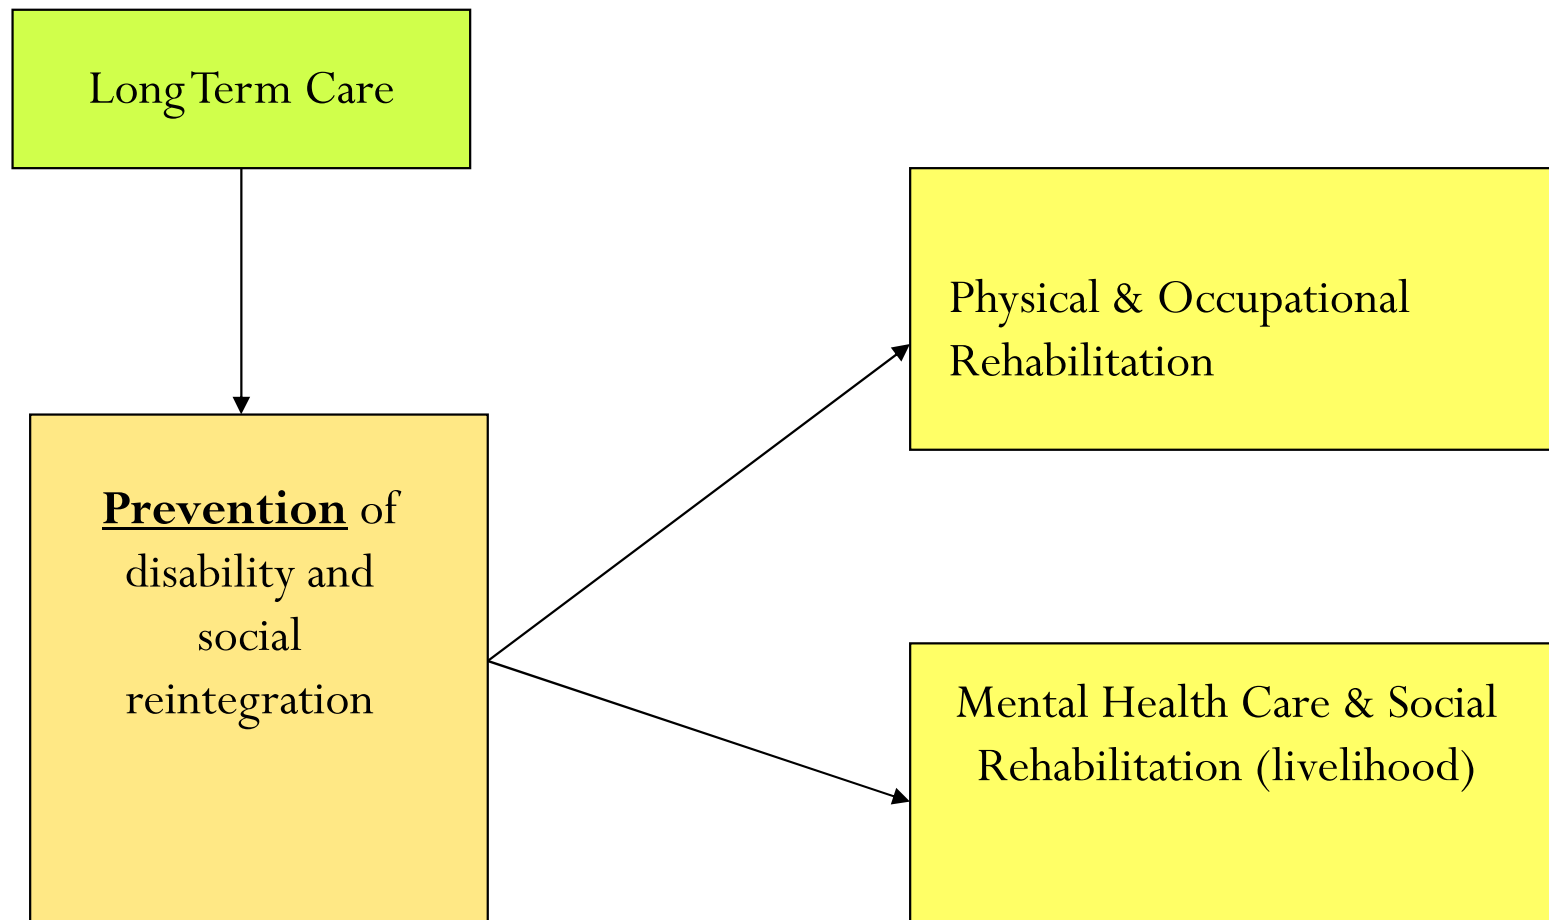 Long Term Care
Physical & Occupational
Rehabilitation
Prevention of
disability and
social
reintegration
Mental Health Care & Social
Rehabilitation (livelihood)